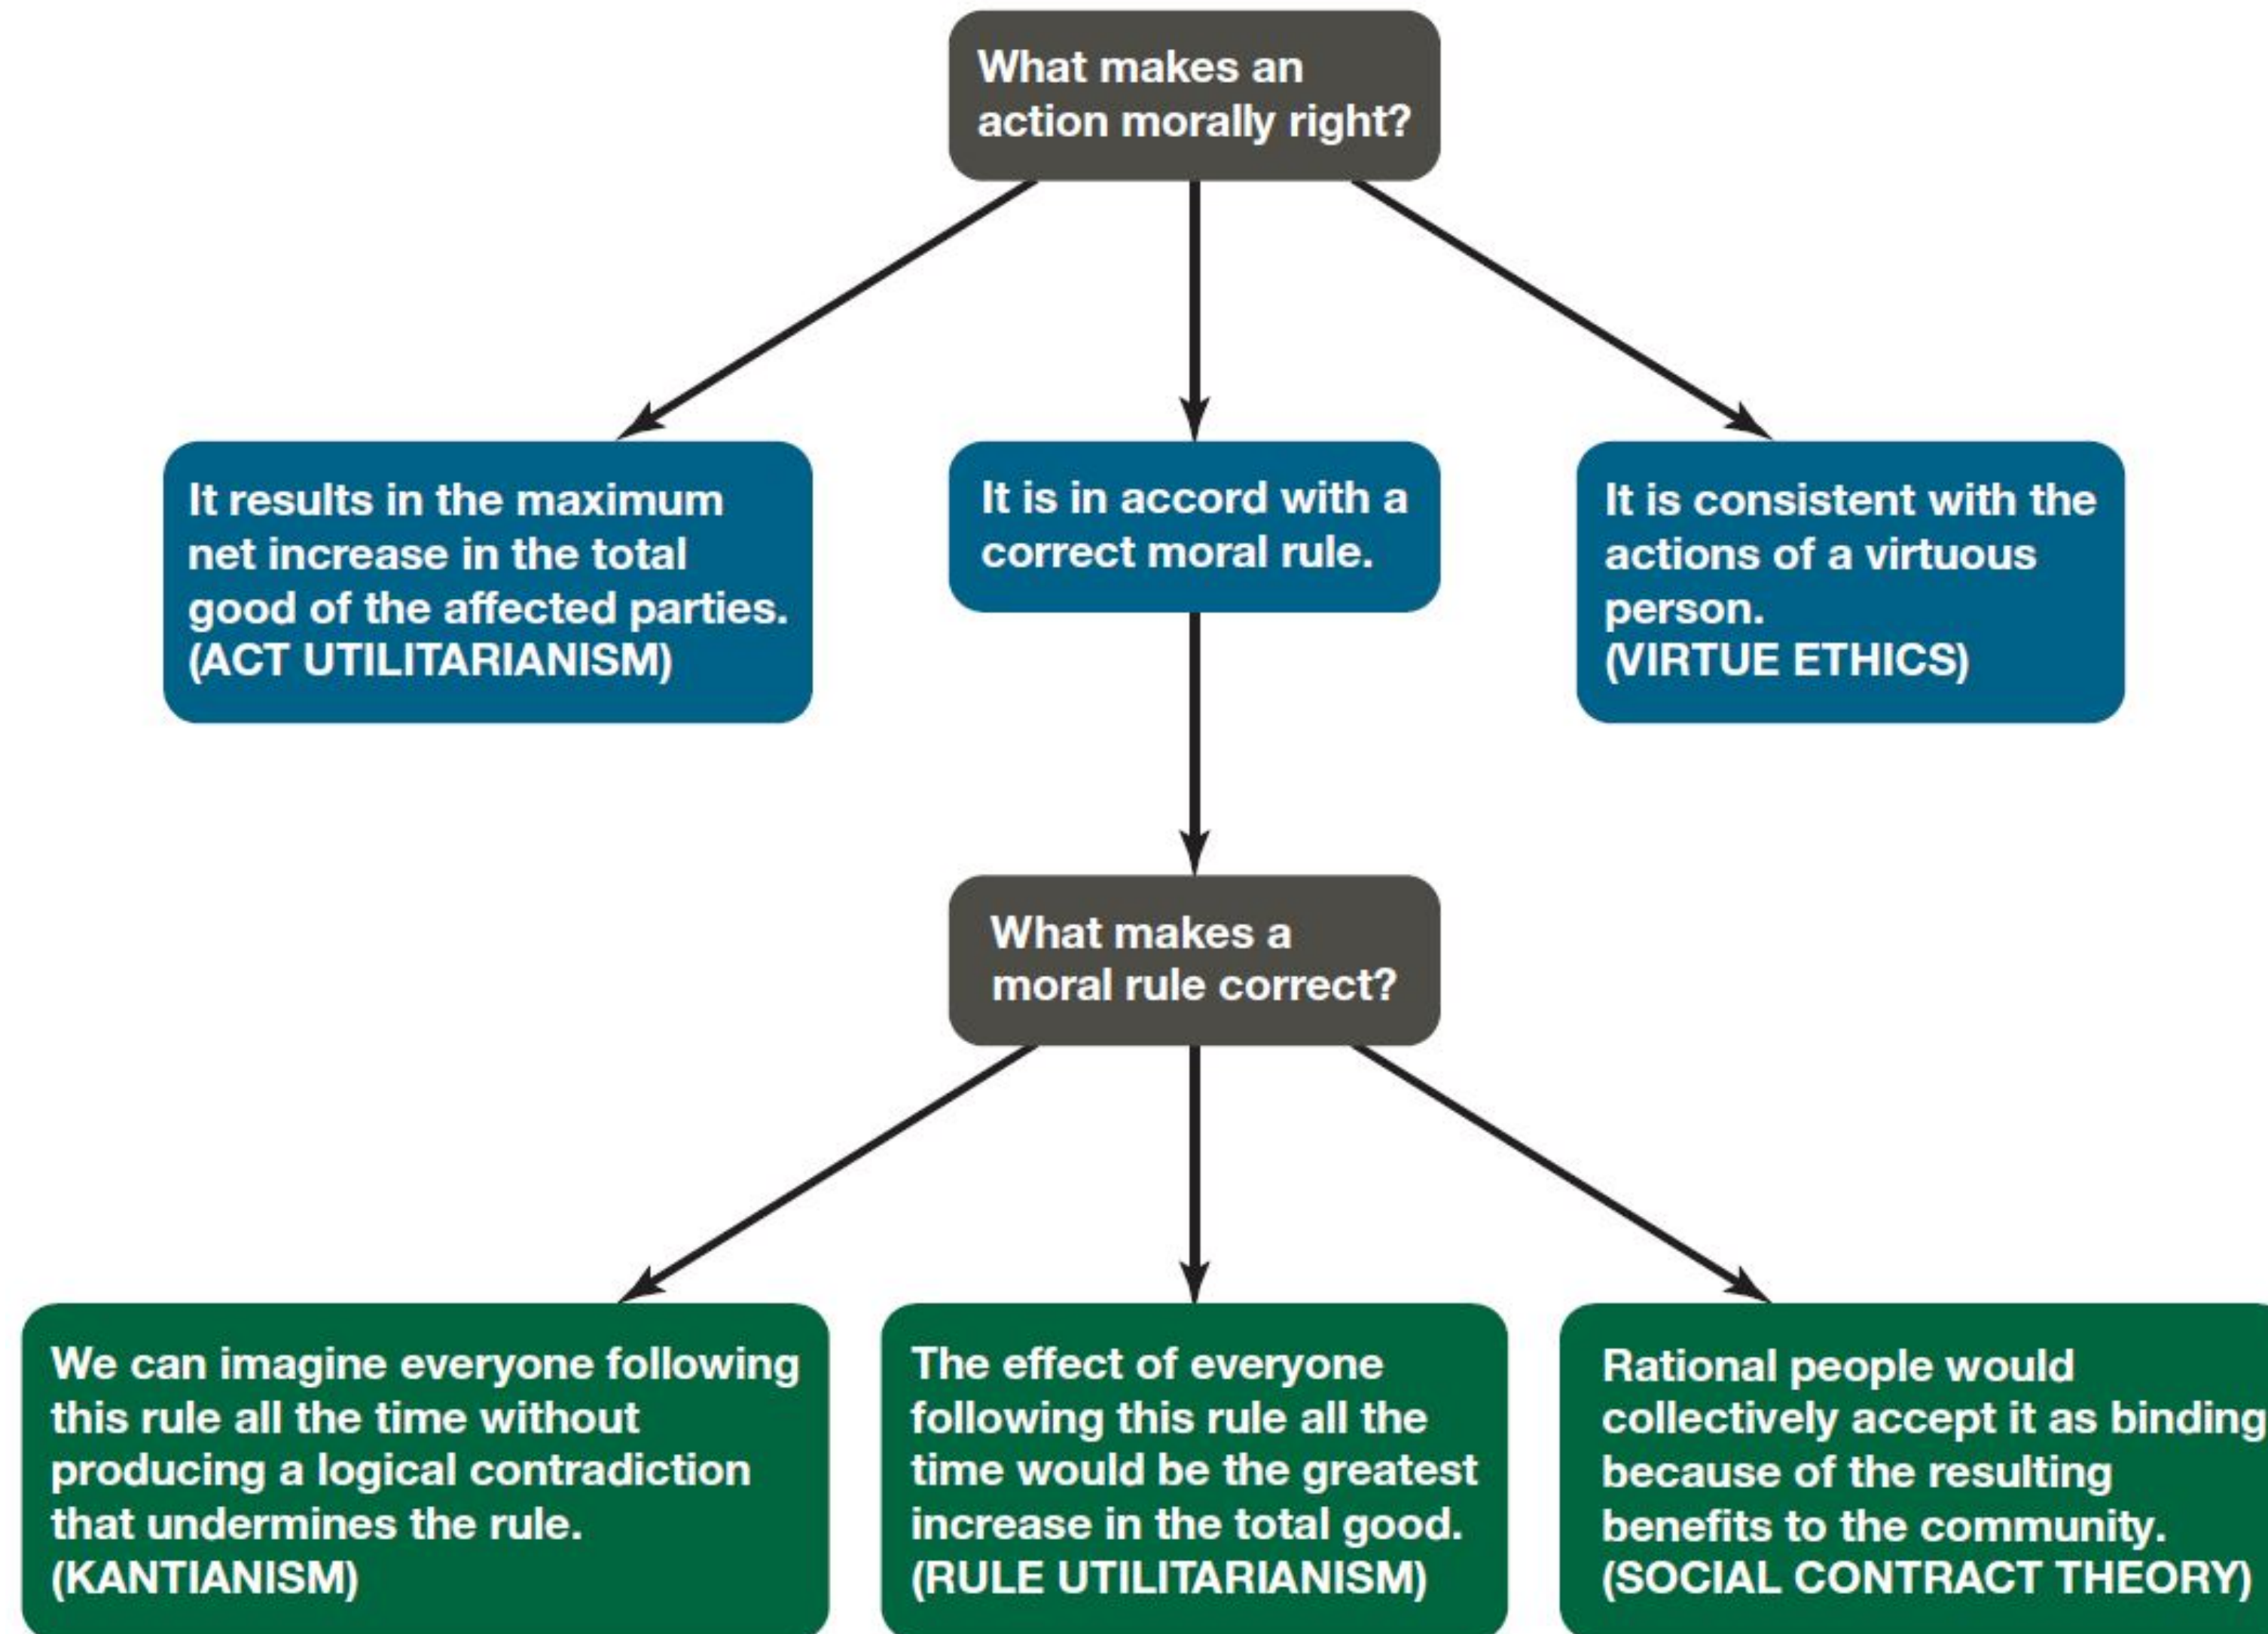 What makes an
action morally right?
It results in the maximum
net increase in the total
good of the affected parties.
(ACT UTILITARIANISM)
It is in accord with a
correct moral rule.
It is consistent with the
actions of a virtuous
person.
(VIRTUE ETHICS)
What makes a
moral rule correct?
We can imagine everyone following
this rule all the time without
producing a logical contradiction
that undermines the rule.
(KANTIANISM)
The effect of everyone
following this rule all the
time would be the greatest
increase in the total good.
(RULE UTILITARIANISM)
Rational people would
collectively accept it as binding
because of the resulting
benefits to the community.
(SOCIAL CONTRACT THEORY)